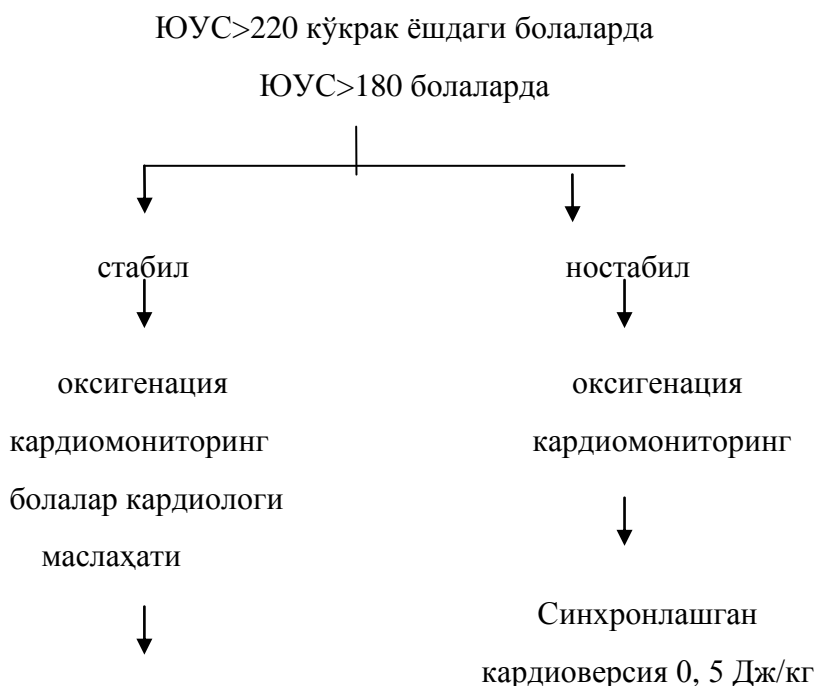 ЮУС>220 кўкрак ёшдаги болаларда
ЮУС>180 болаларда
стабил
ностабил
оксигенация
кардиомониторинг
болалар кардиологи
маслаҳати
оксигенация
кардиомониторинг
Синхронлашган
кардиоверсия 0, 5 Дж/кг